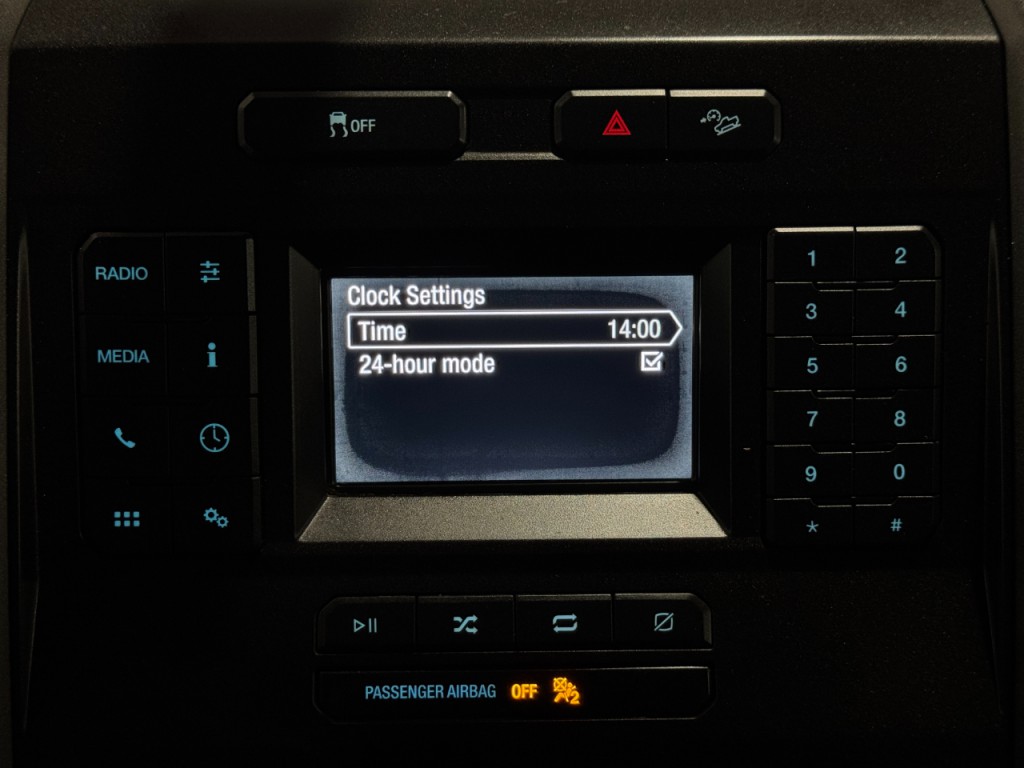 OFF
RADIO
MEDIA
Clock Settings
Time 14:00
24-hour mode
1 2
3 4
5 6
7 8
9 0
* #
PASSENGER AIRBAG OFF 2